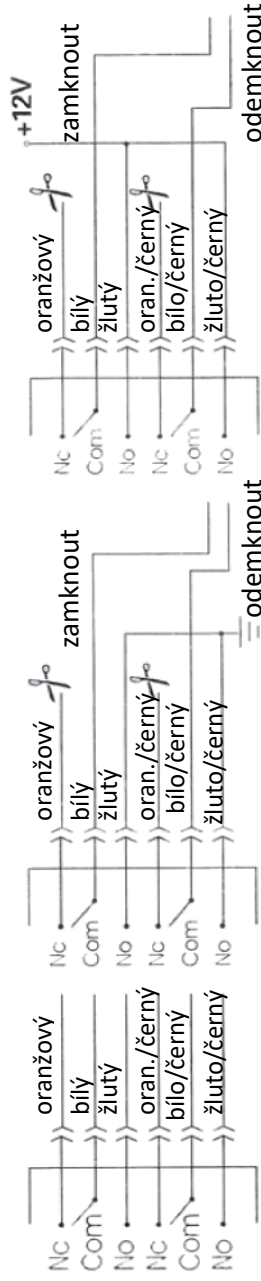 oranžový
Nc
bílý
Com
žlutý
No
oran./černý
Nc
bílo/černý
Com
žluto/černý
No
oranžový
Nc
zamknout
bílý
Com
žlutý
No
oran./černý
Nc
bílo/černý
Com
žluto/černý
No
odemknout
+12V
oranžový
Nc
zamknout
bílý
Com
žlutý
No
oran./černý
Nc
bílo/černý
Com
žluto/černý
No
odemknout